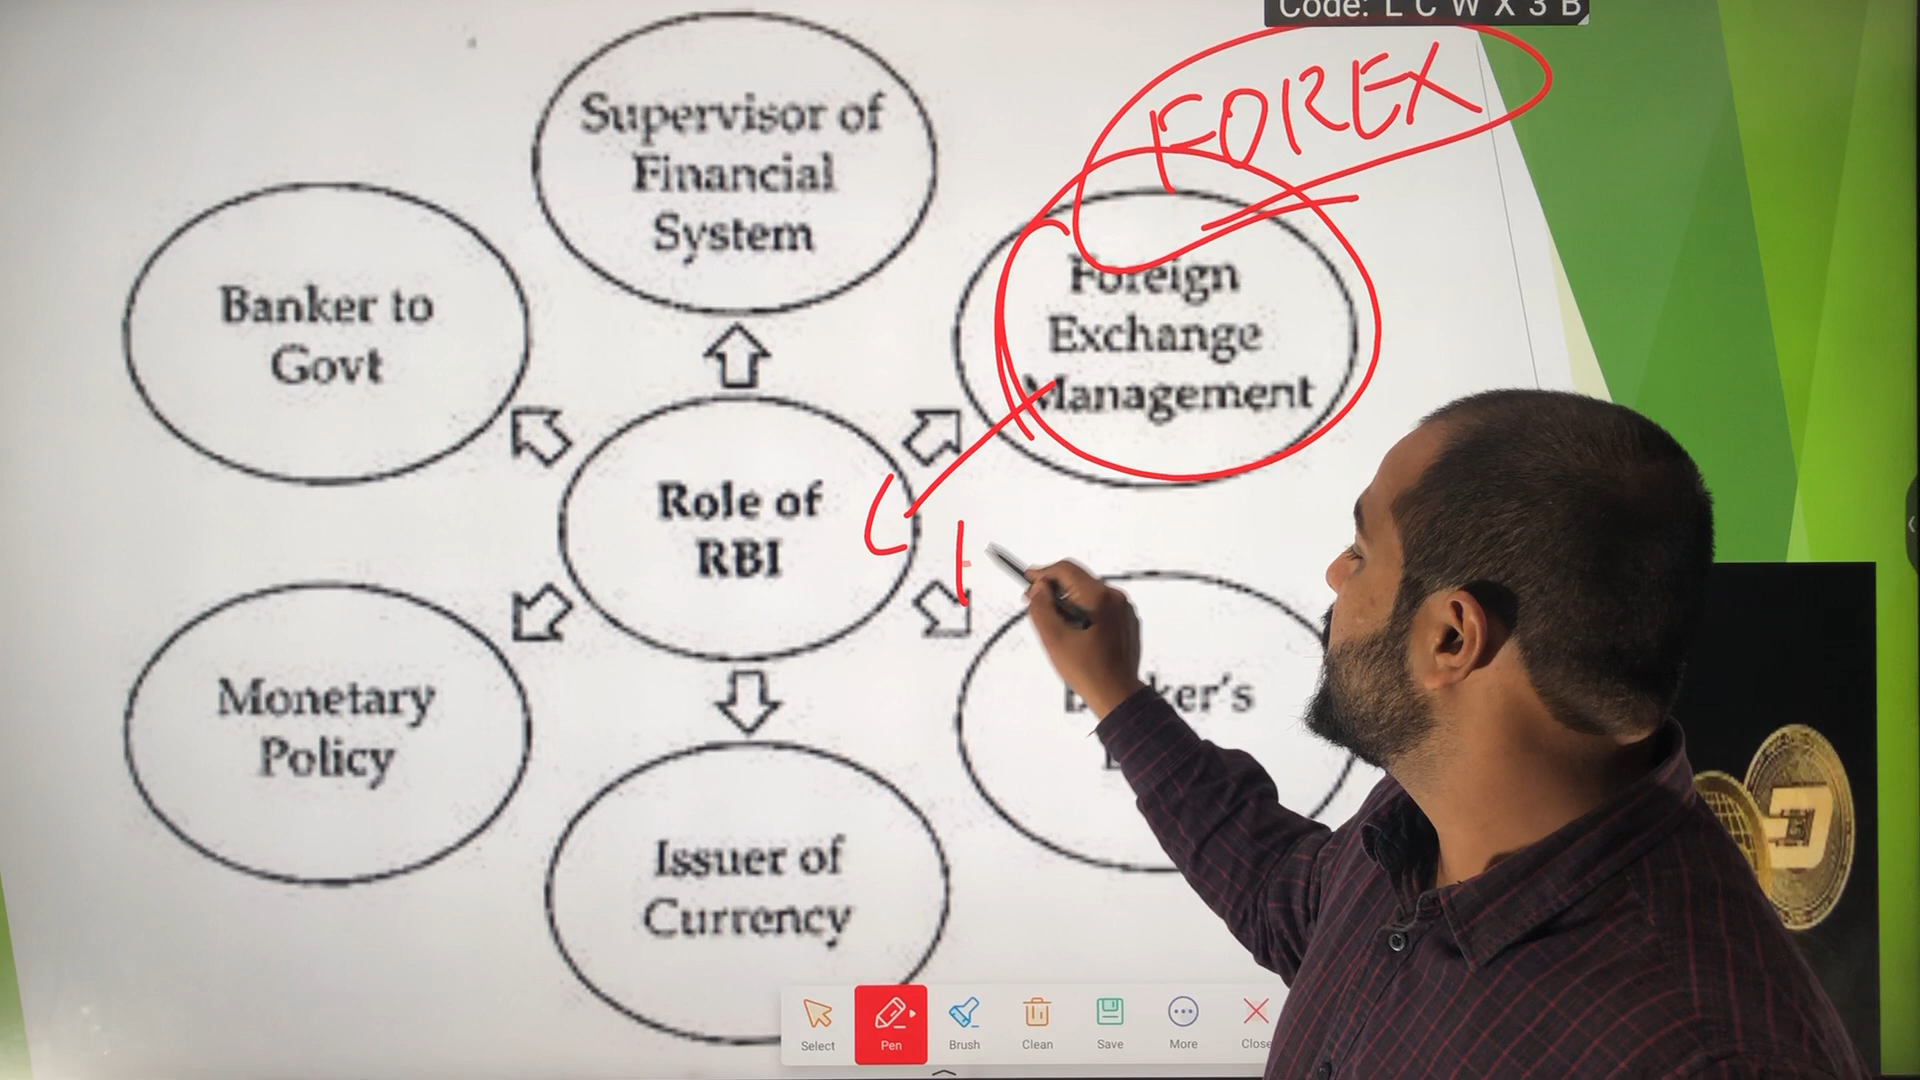 Code: L C W X 3 B
FOREX
Supervisor of
Financial
System
Banker to
Govt
Foreign
Exchange
Management
Role of
RBI
Monetary
Policy
Issuer of
Currency
Select
Pen
Brush
Clean
Save
More
Close